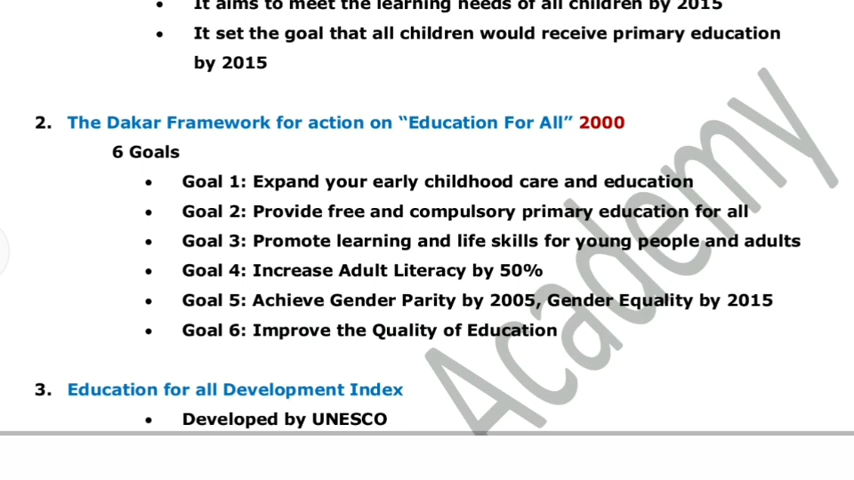 • It aims to meet the learning needs of all children by 2015
• It set the goal that all children would receive primary education
by 2015
2. The Dakar Framework for action on “Education For All” 2000
6 Goals
• Goal 1: Expand your early childhood care and education
• Goal 2: Provide free and compulsory primary education for all
• Goal 3: Promote learning and life skills for young people and adults
• Goal 4: Increase Adult Literacy by 50%
• Goal 5: Achieve Gender Parity by 2005, Gender Equality by 2015
• Goal 6: Improve the Quality of Education
3. Education for all Development Index
• Developed by UNESCO
Academy